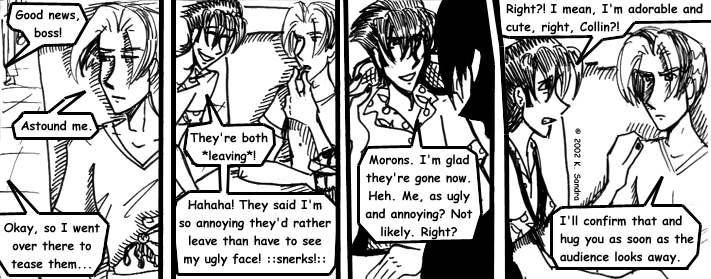 Good news,
boss!
Astound me.
Okay, so I went
over there to
tease them...
They're both
*leaving*!
Hahaha! They said I'm
so annoying they'd rather
leave than have to see
my ugly face! ::snerks!::
Morons. I'm glad
they're gone now.
Heh. Me, as ugly
and annoying? Not
likely. Right?
Right?! I mean, I'm adorable and
cute, right, Collin?!
I'll confirm that and
hug you as soon as the
audience looks away.
© 2002 K. Sandra